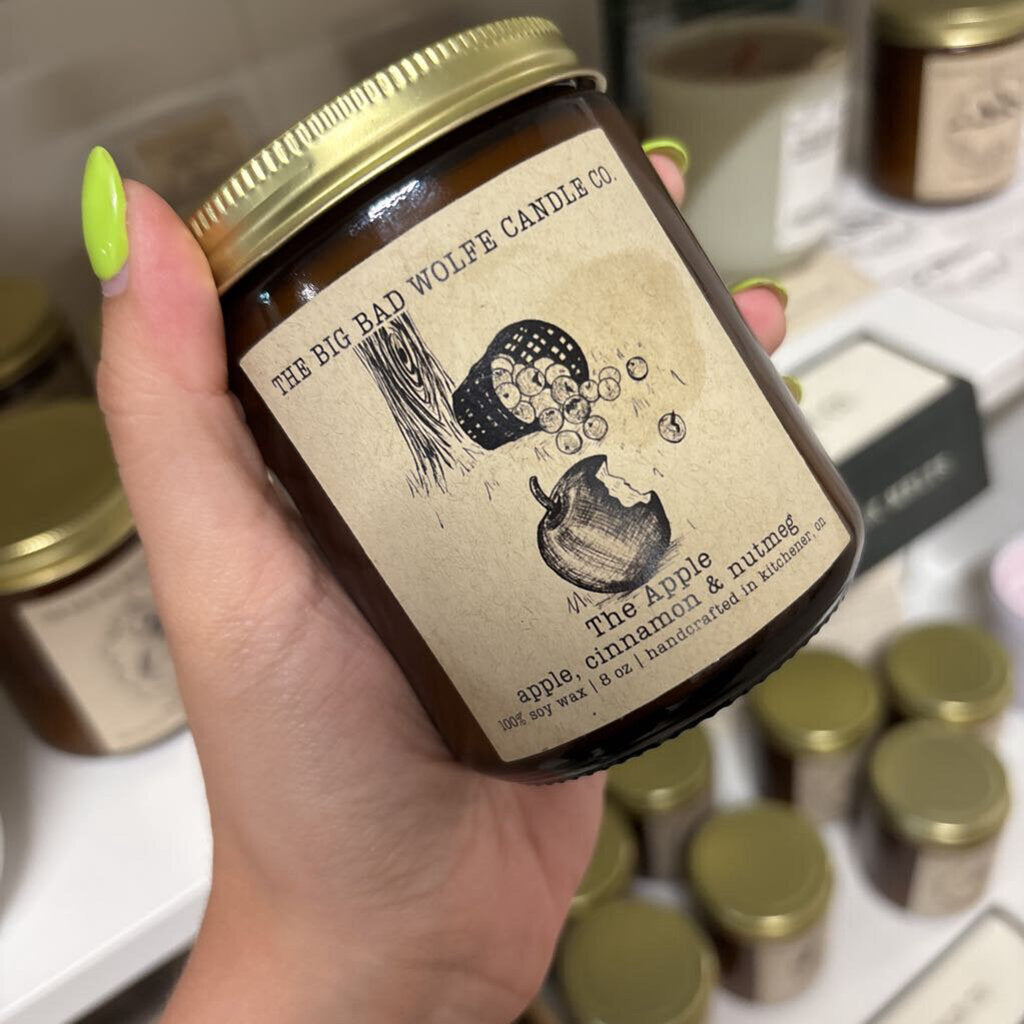 THE BIG BAD WOLFE CANDLE CO.
The Apple
apple, cinnamon & nutmeg
100% soy wax | 8 oz | handcrafted in kitchener, on